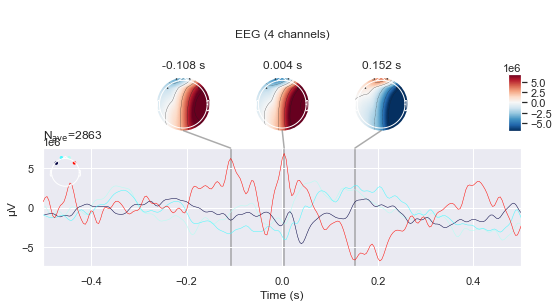 EEG (4 channels)
-0.108 s 0.004 s 0.152 s
1e6
5.0
2.5
0.0
−2.5
−5.0
Nave=2863
1e6
5
0
−5
µV
−0.4 −0.2 0.0 0.2 0.4
Time (s)